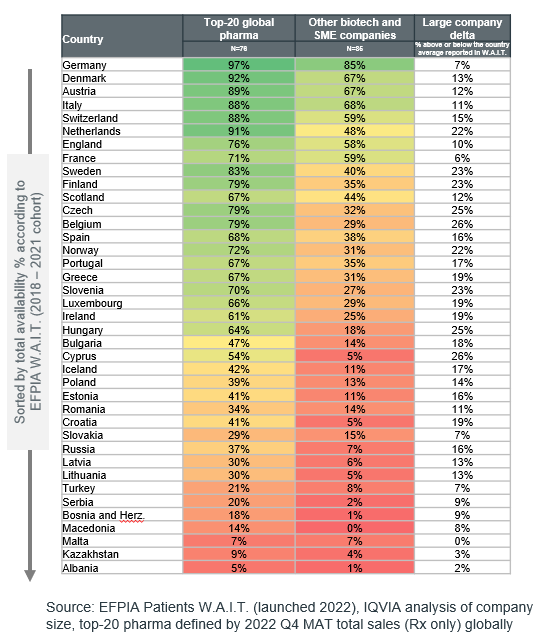 Sorted by total availability % according to
EFPIA W.A.I.T. (2018 – 2021 cohort)
Country Top-20 global pharma Other biotech and SME companies Large company delta
N=78 N=86 % above or below the country average reported in W.A.I.T.
Germany 97% 85% 7%
Denmark 92% 67% 13%
Austria 89% 67% 12%
Italy 88% 68% 11%
Switzerland 88% 59% 15%
Netherlands 91% 48% 22%
England 76% 58% 10%
France 71% 59% 6%
Sweden 83% 40% 23%
Finland 79% 35% 23%
Scotland 67% 44% 12%
Czech 79% 32% 25%
Belgium 79% 29% 26%
Spain 68% 38% 16%
Norway 72% 31% 22%
Portugal 67% 35% 17%
Greece 67% 31% 19%
Slovenia 70% 27% 23%
Luxembourg 66% 29% 19%
Ireland 61% 25% 19%
Hungary 64% 18% 25%
Bulgaria 47% 14% 18%
Cyprus 54% 5% 26%
Iceland 42% 11% 17%
Poland 39% 13% 14%
Estonia 41% 11% 16%
Romania 34% 14% 11%
Croatia 41% 5% 19%
Slovakia 29% 15% 7%
Russia 37% 7% 16%
Latvia 30% 6% 13%
Lithuania 30% 5% 13%
Turkey 21% 8% 7%
Serbia 20% 2% 9%
Bosnia and Herz. 18% 1% 9%
Macedonia 14% 0% 8%
Malta 7% 7% 0%
Kazakhstan 9% 4% 3%
Albania 5% 1% 2%
Source: EFPIA Patients W.A.I.T. (launched 2022), IQVIA analysis of company
size, top-20 pharma defined by 2022 Q4 MAT total sales (Rx only) globally